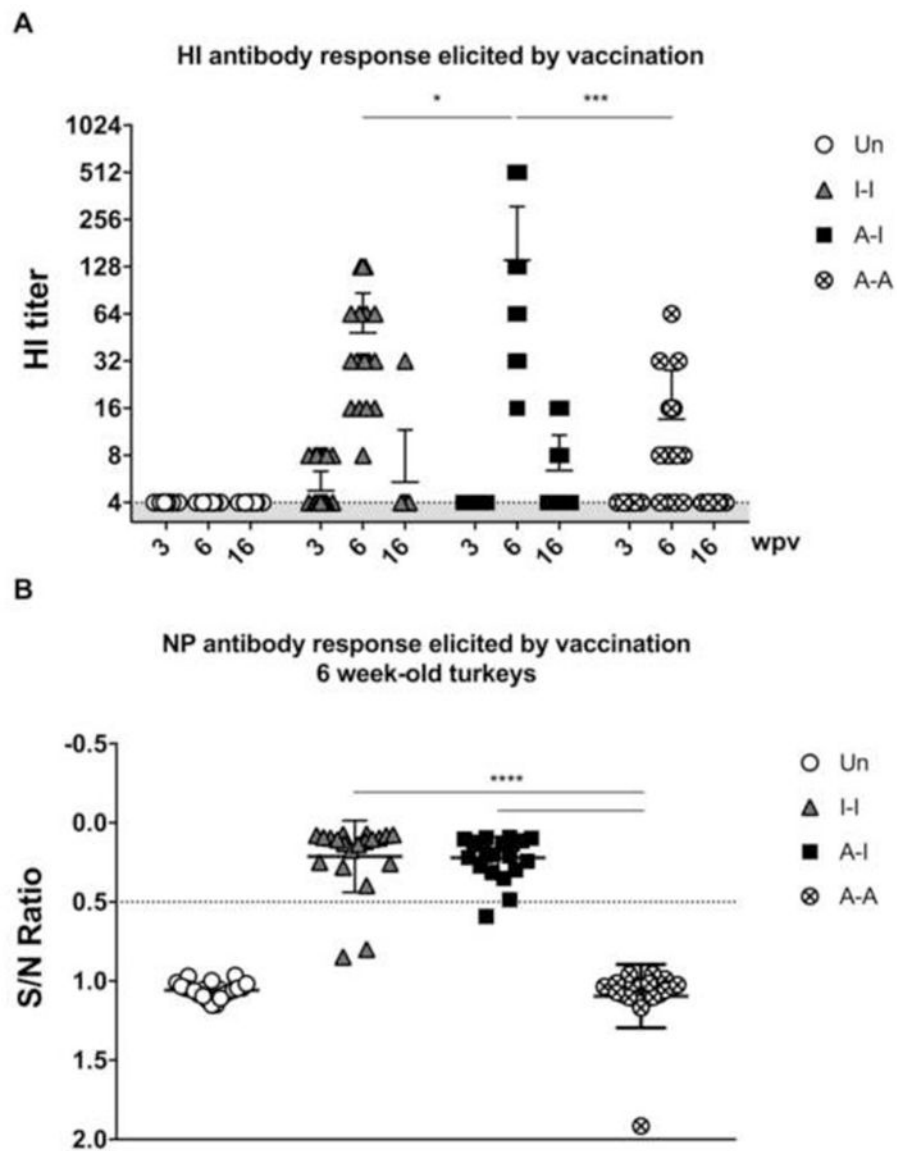 A
HI antibody response elicited by vaccination
* ***
1024
512
256
128
64
32
16
8
4
HI titer
3 6 16 3 6 16 3 6 16 3 6 16 wpv
Un
I-I
A-I
A-A
B
NP antibody response elicited by vaccination
6 week-old turkeys
****
-0.5
0.0
0.5
1.0
1.5
2.0
S/N Ratio
Un
I-I
A-I
A-A